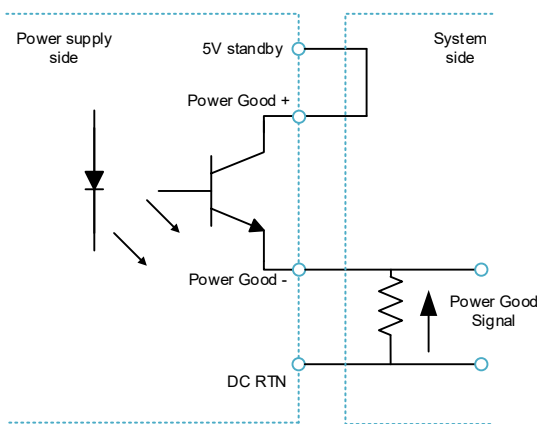 Power supply
side
System
side
5V standby
Power Good +
Power Good -
Power Good
Signal
DC RTN